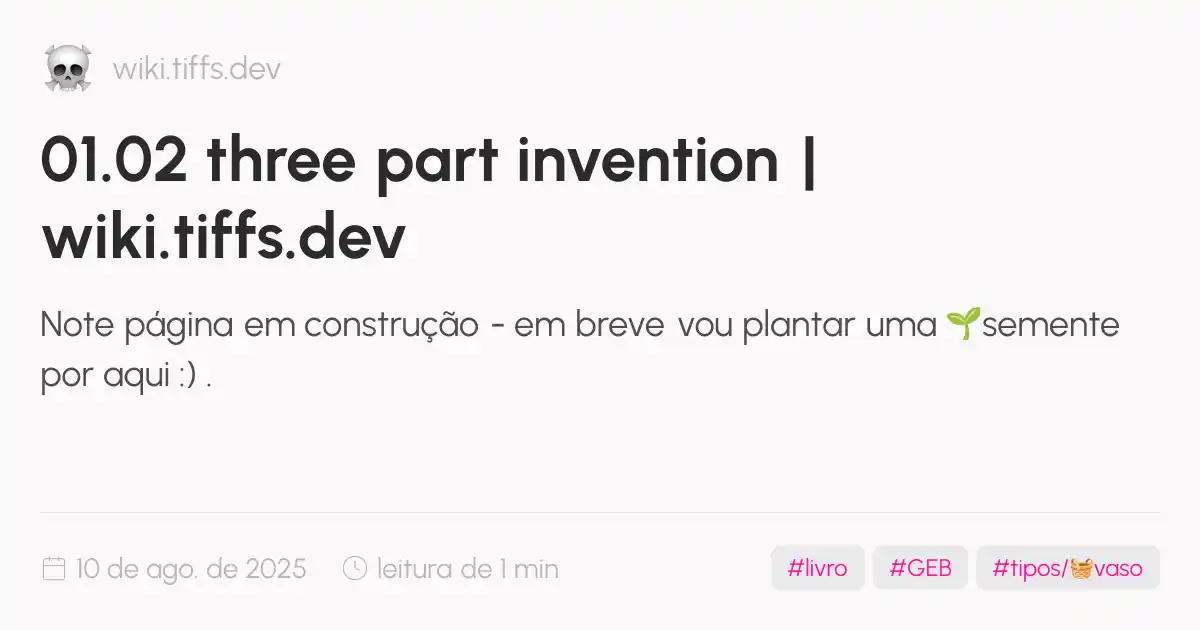 wiki.tiffs.dev
01.02 three part invention |
wiki.tiffs.dev
Note página em construção - em breve vou plantar uma 🌱semente
por aqui :) .
10 de ago. de 2025 leitura de 1 min #livro #GEB #tipos/🧺vaso